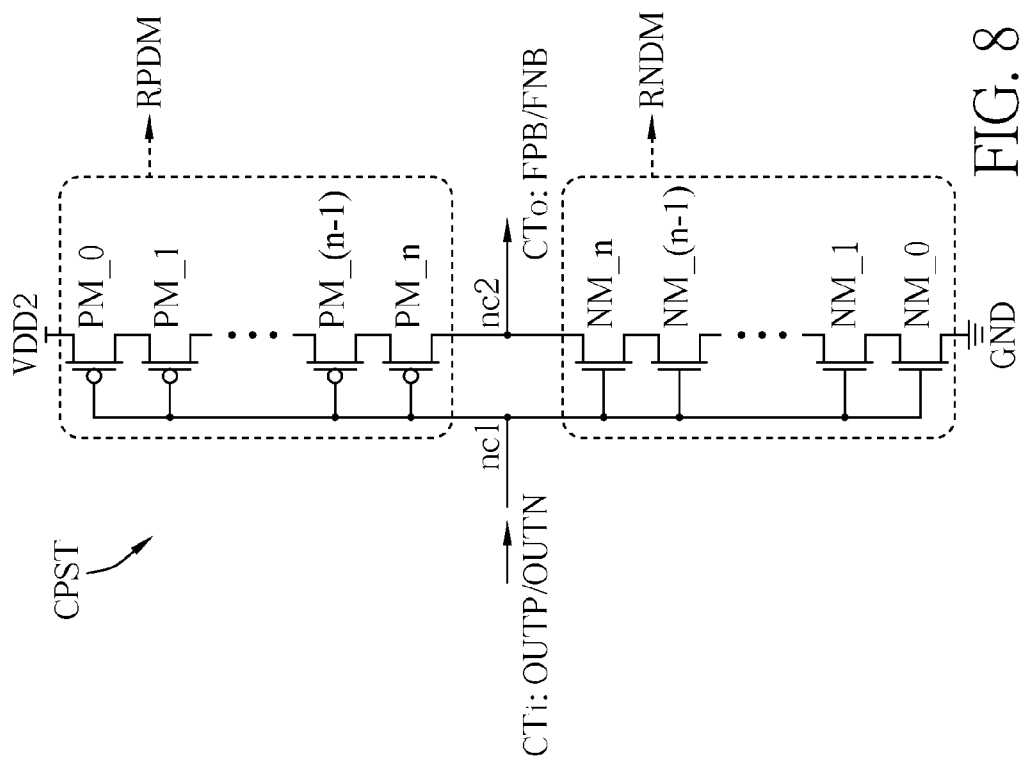 CPST
VDD2
PM_0
PM_1
PM_(n-1)
PM_n
RPDM
nc1
nc2
CTi: OUTP/OUTN
CTo: FPB/FNB
NM_n
NM_(n-1)
NM_1
NM_0
RNDM
GND
FIG. 8